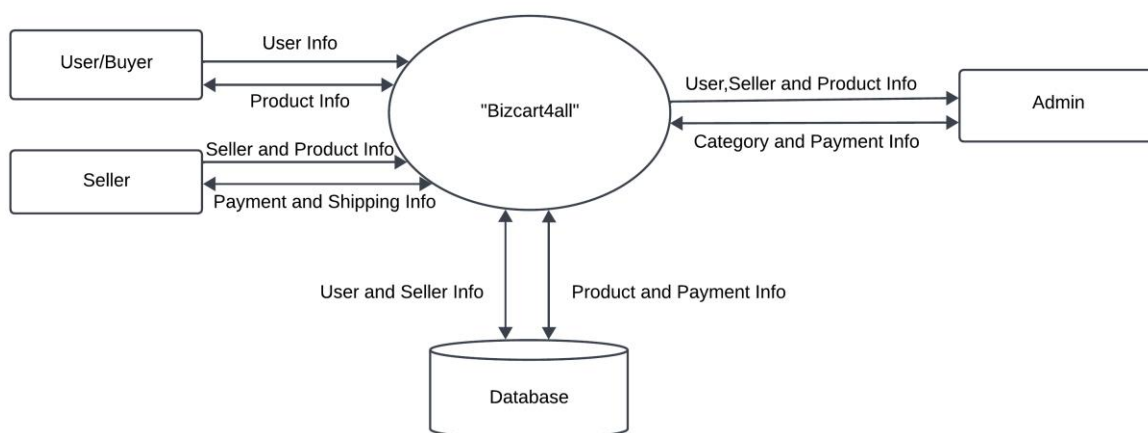 User Info
User/Buyer
Product Info
"Bizcart4all"
User,Seller and Product Info
Admin
Category and Payment Info
Seller and Product Info
Seller
Payment and Shipping Info
User and Seller Info
Product and Payment Info
Database